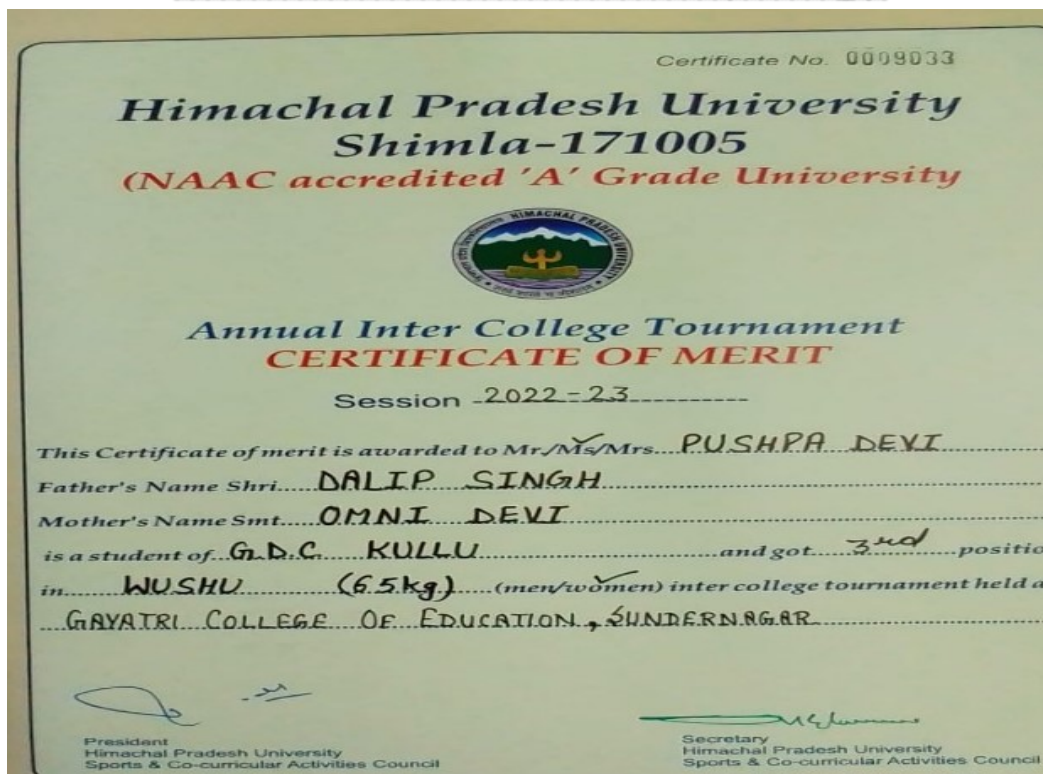 Certificate No. 0009033
Himachal Pradesh University
Shimla-171005
(NAAC accredited 'A' Grade University
HIMACHAL PRADESH UNIVERSITY
Annual Inter College Tournament
CERTIFICATE OF MERIT
Session 2022-23
This Certificate of merit is awarded to Mr./Ms/Mrs. PUSHPA DEVI
Father's Name Shri. DALIP SINGH
Mother's Name Smt. OMNI DEVI
is a student of G.D.C. KULLU and got 3rd positio
in WUSHU (65kg) (men/women) inter college tournament held a
GAYATRI COLLEGE OF EDUCATION, SUNDERNAGAR
President
Himachal Pradesh University
Sports & Co-curricular Activities Council
Secretary
Himachal Pradesh University
Sports & Co-curricular Activities Council